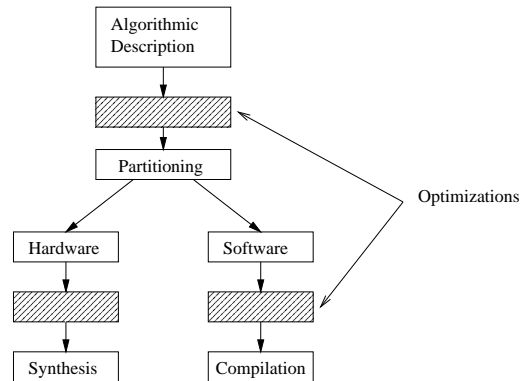 Algorithmic
Description
Partitioning
Optimizations
Hardware
Software
Synthesis
Compilation